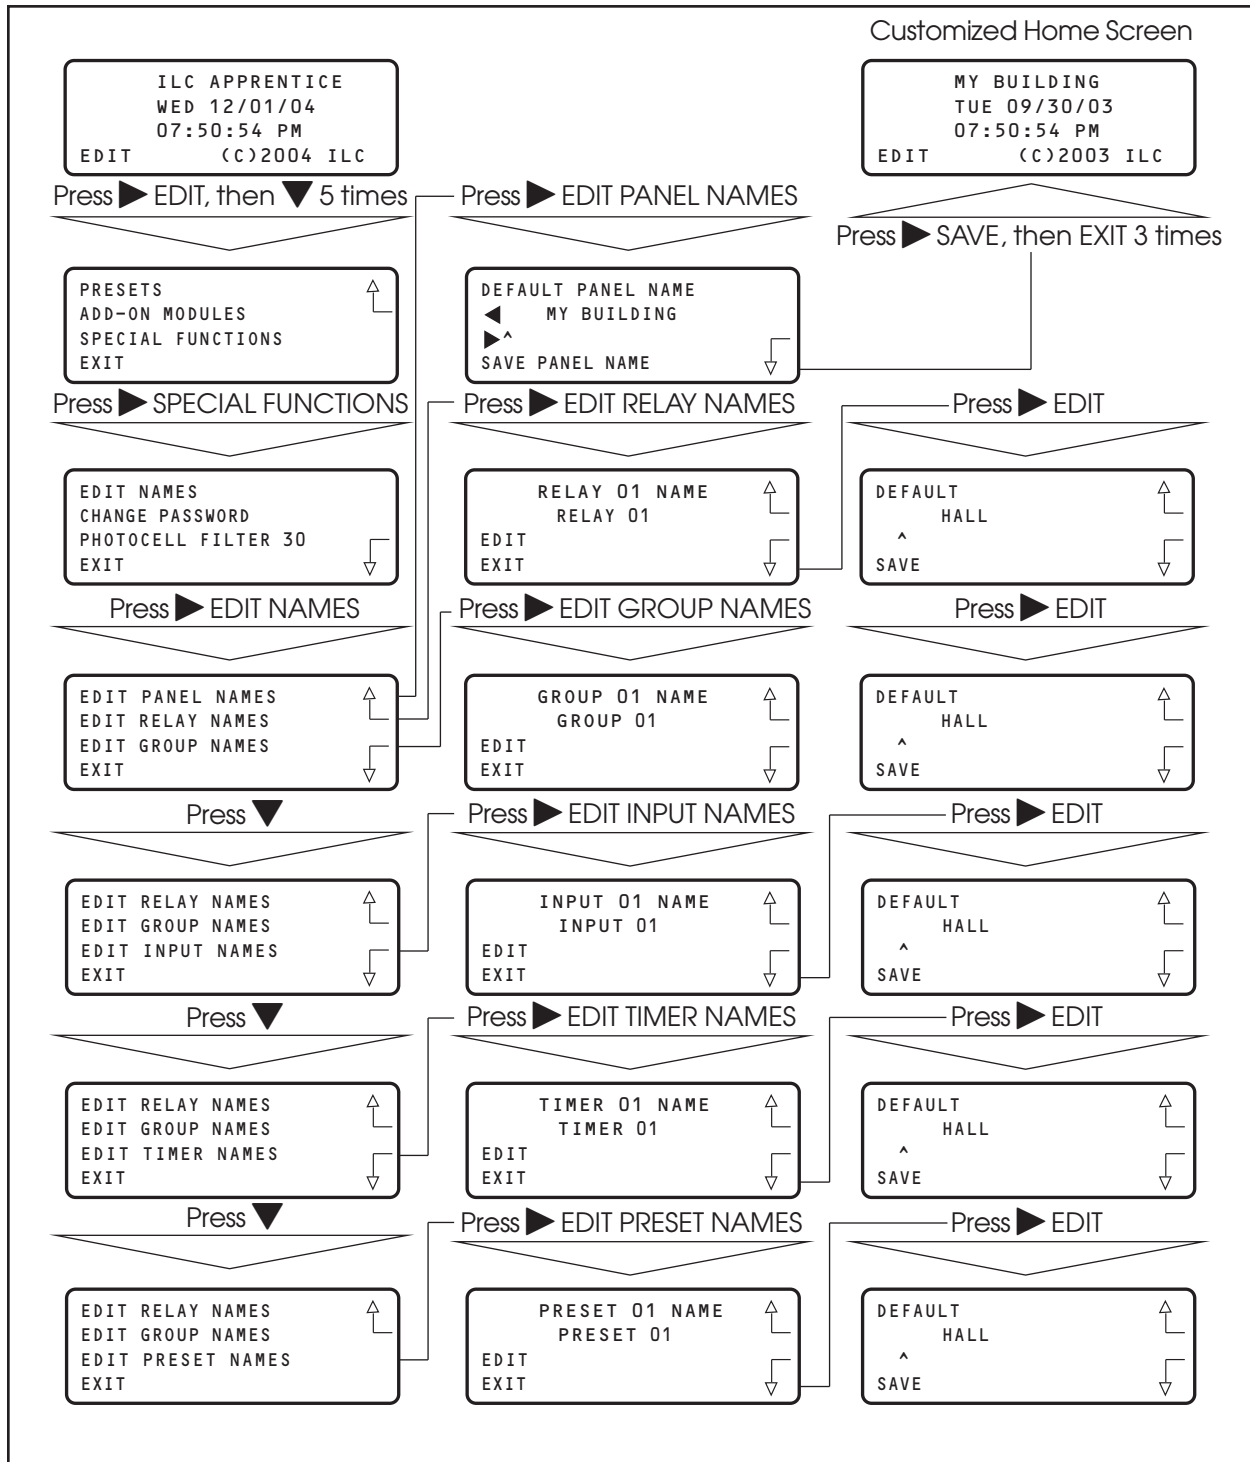 Customized Home Screen
ILC APPRENTICE
WED 12/01/04
07:50:54 PM
EDIT (C)2004 ILC
MY BUILDING
TUE 09/30/03
07:50:54 PM
EDIT (C)2003 ILC
Press ▶ EDIT, then ▼ 5 times
Press ▶ EDIT PANEL NAMES
Press ▶ SAVE, then EXIT 3 times
PRESETS
ADD-ON MODULES
SPECIAL FUNCTIONS
EXIT
DEFAULT PANEL NAME
◀ MY BUILDING
▶^
SAVE PANEL NAME
Press ▶ SPECIAL FUNCTIONS
Press ▶ EDIT RELAY NAMES
Press ▶ EDIT
EDIT NAMES
CHANGE PASSWORD
PHOTOCELL FILTER 30
EXIT
RELAY 01 NAME
RELAY 01
EDIT
EXIT
DEFAULT
HALL
^
SAVE
Press ▶ EDIT NAMES
Press ▶ EDIT GROUP NAMES
Press ▶ EDIT
EDIT PANEL NAMES
EDIT RELAY NAMES
EDIT GROUP NAMES
EXIT
GROUP 01 NAME
GROUP 01
EDIT
EXIT
DEFAULT
HALL
^
SAVE
Press ▼
Press ▶ EDIT INPUT NAMES
Press ▶ EDIT
EDIT RELAY NAMES
EDIT GROUP NAMES
EDIT INPUT NAMES
EXIT
INPUT 01 NAME
INPUT 01
EDIT
EXIT
DEFAULT
HALL
^
SAVE
Press ▼
Press ▶ EDIT TIMER NAMES
Press ▶ EDIT
EDIT RELAY NAMES
EDIT GROUP NAMES
EDIT TIMER NAMES
EXIT
TIMER 01 NAME
TIMER 01
EDIT
EXIT
DEFAULT
HALL
^
SAVE
Press ▼
Press ▶ EDIT PRESET NAMES
Press ▶ EDIT
EDIT RELAY NAMES
EDIT GROUP NAMES
EDIT PRESET NAMES
EXIT
PRESET 01 NAME
PRESET 01
EDIT
EXIT
DEFAULT
HALL
^
SAVE